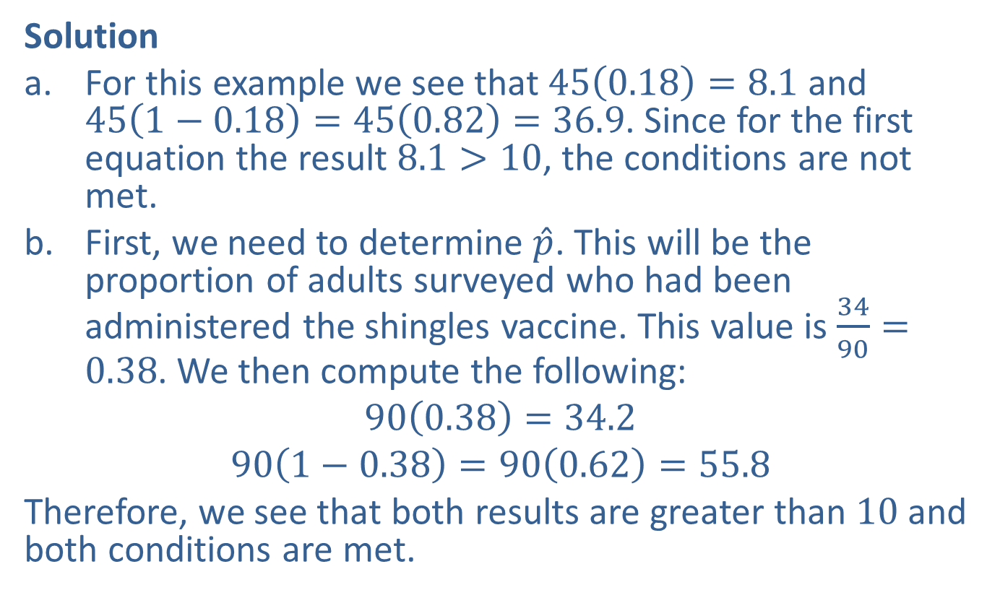 Solution
a. For this example we see that 45(0.18) = 8.1 and
45(1 − 0.18) = 45(0.82) = 36.9. Since for the first
equation the result 8.1 > 10, the conditions are not
met.
b. First, we need to determine p̂. This will be the
proportion of adults surveyed who had been
administered the shingles vaccine. This value is 34/90 =
0.38. We then compute the following:
90(0.38) = 34.2
90(1 − 0.38) = 90(0.62) = 55.8
Therefore, we see that both results are greater than 10 and
both conditions are met.